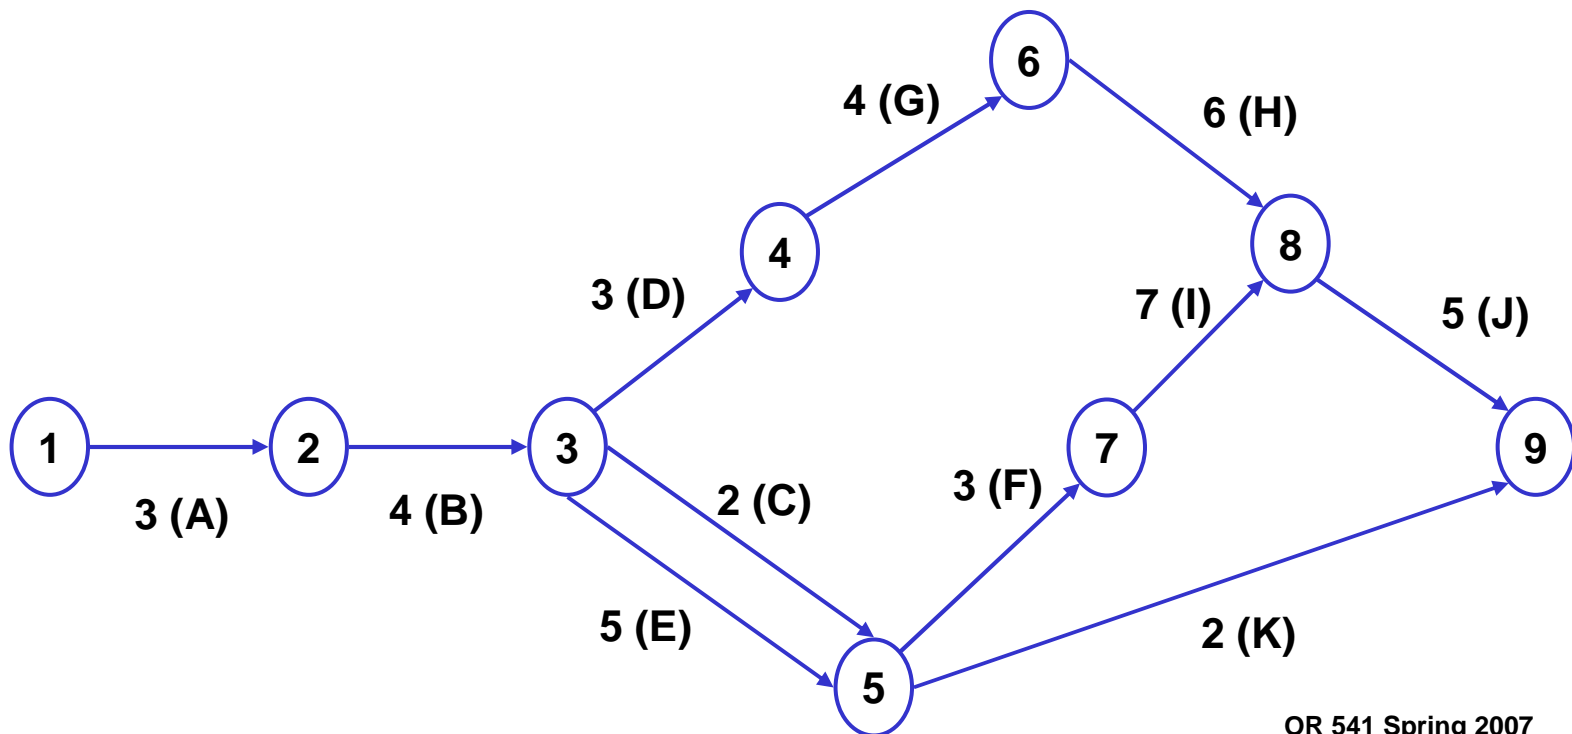 6
4 (G)
6 (H)
4
8
3 (D)
7 (I)
5 (J)
1
2
3
7
9
3 (A)
4 (B)
2 (C)
3 (F)
5 (E)
2 (K)
5
OR 541 Spring 2007